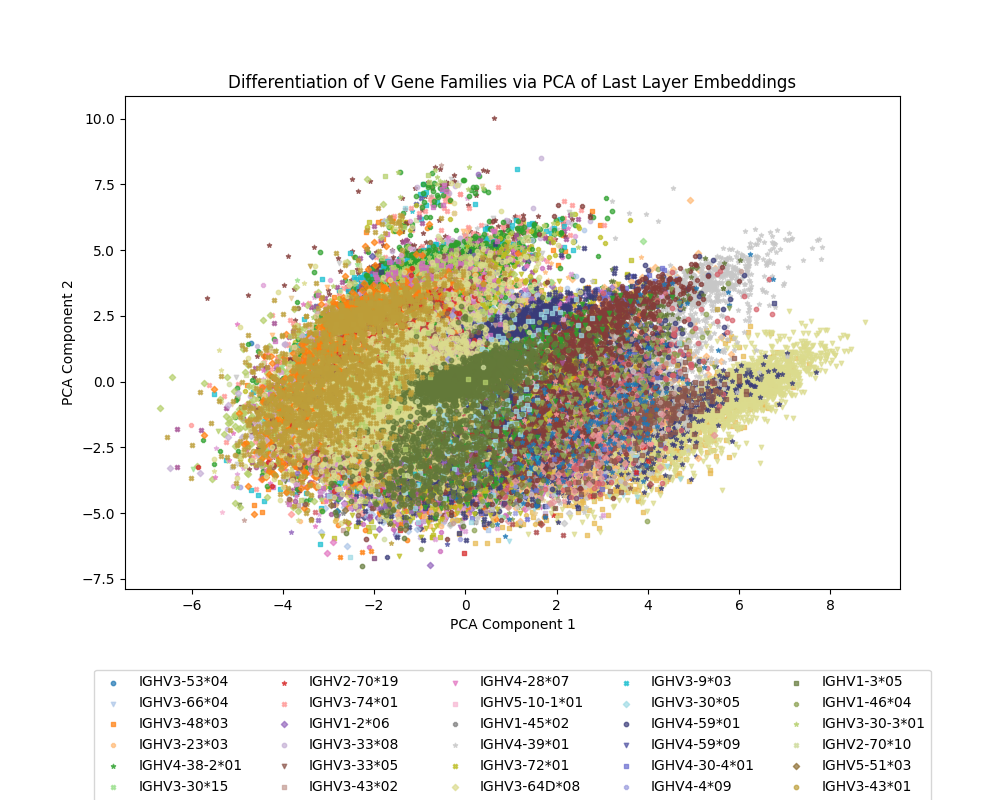 Differentiation of V Gene Families via PCA of Last Layer Embeddings
10.0
7.5
5.0
2.5
0.0
−2.5
−5.0
−7.5
PCA Component 2
−6 −4 −2 0 2 4 6 8
PCA Component 1
IGHV3-53*04 IGHV2-70*19 IGHV4-28*07 IGHV3-9*03 IGHV1-3*05
IGHV3-66*04 IGHV3-74*01 IGHV5-10-1*01 IGHV3-30*05 IGHV1-46*04
IGHV3-48*03 IGHV1-2*06 IGHV1-45*02 IGHV4-59*01 IGHV3-30-3*01
IGHV3-23*03 IGHV3-33*08 IGHV4-39*01 IGHV4-59*09 IGHV2-70*10
IGHV4-38-2*01 IGHV3-33*05 IGHV3-72*01 IGHV4-30-4*01 IGHV5-51*03
IGHV3-30*15 IGHV3-43*02 IGHV3-64D*08 IGHV4-4*09 IGHV3-43*01